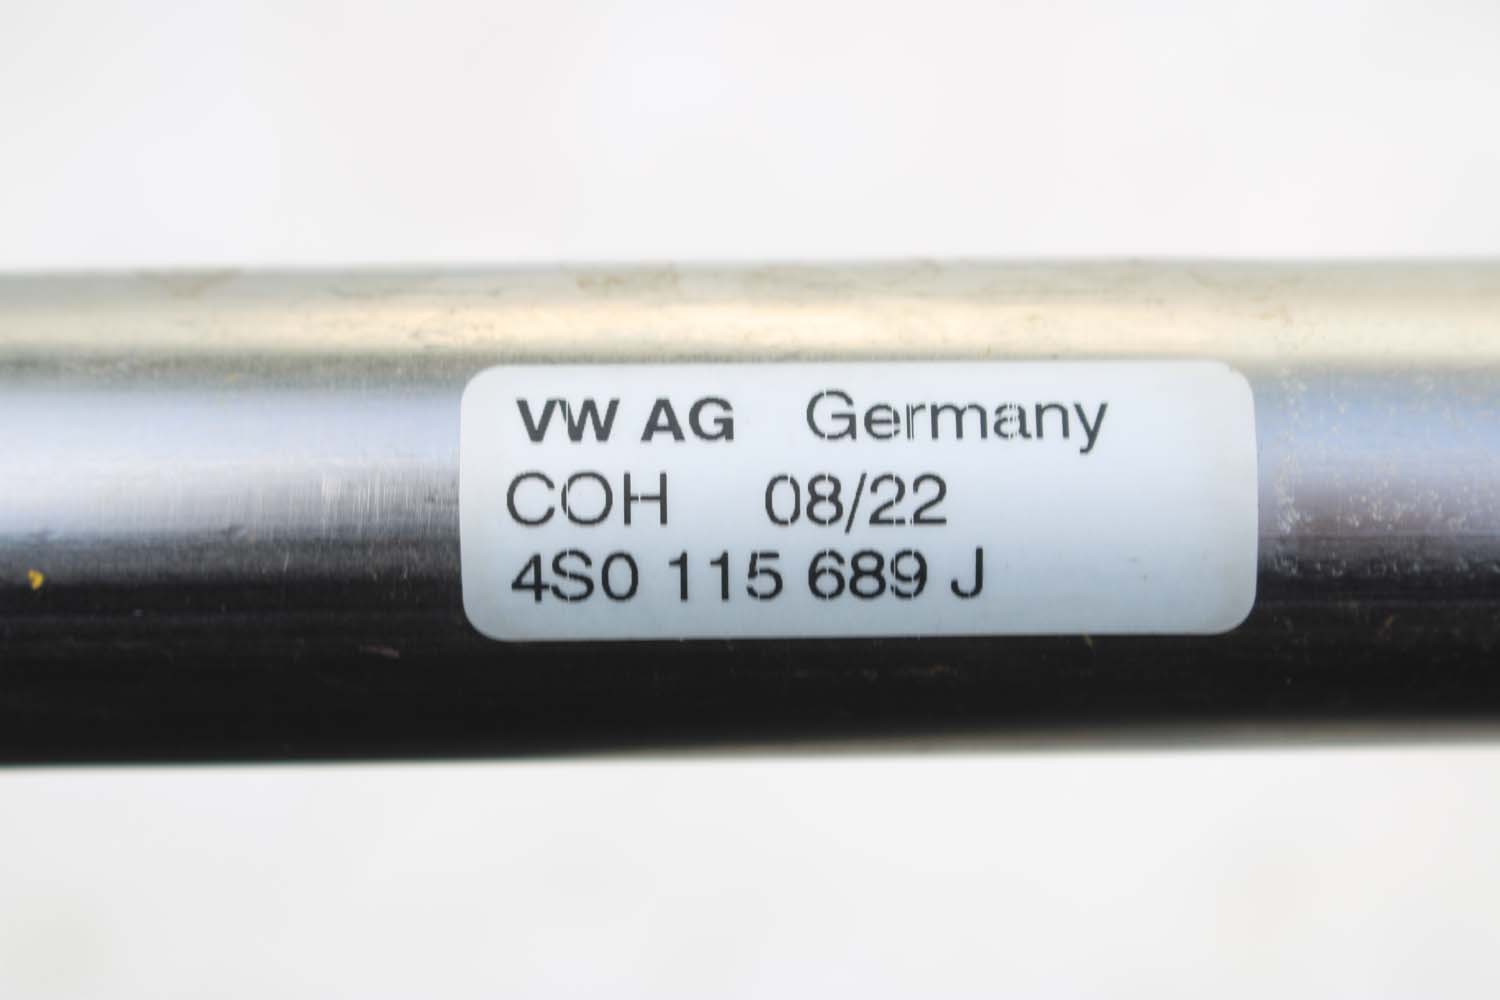 VW AG Germany
COH 08/22
4S0 115 689 J